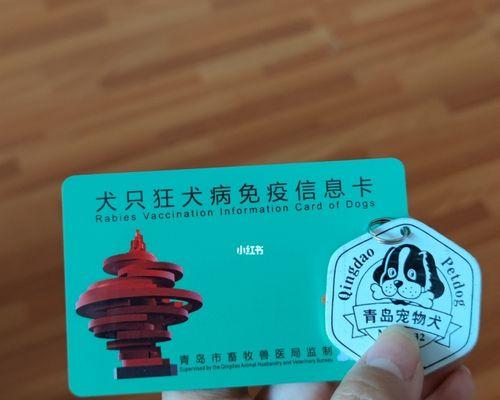 犬只狂犬病免疫信息卡
Rabies Vaccination Information Card of Dogs
小红书
青岛市畜牧兽医局监制
Supervised by the Qingdao Animal Husbandry and Veterinary Bureau
Qingdao Petdog
青岛宠物犬